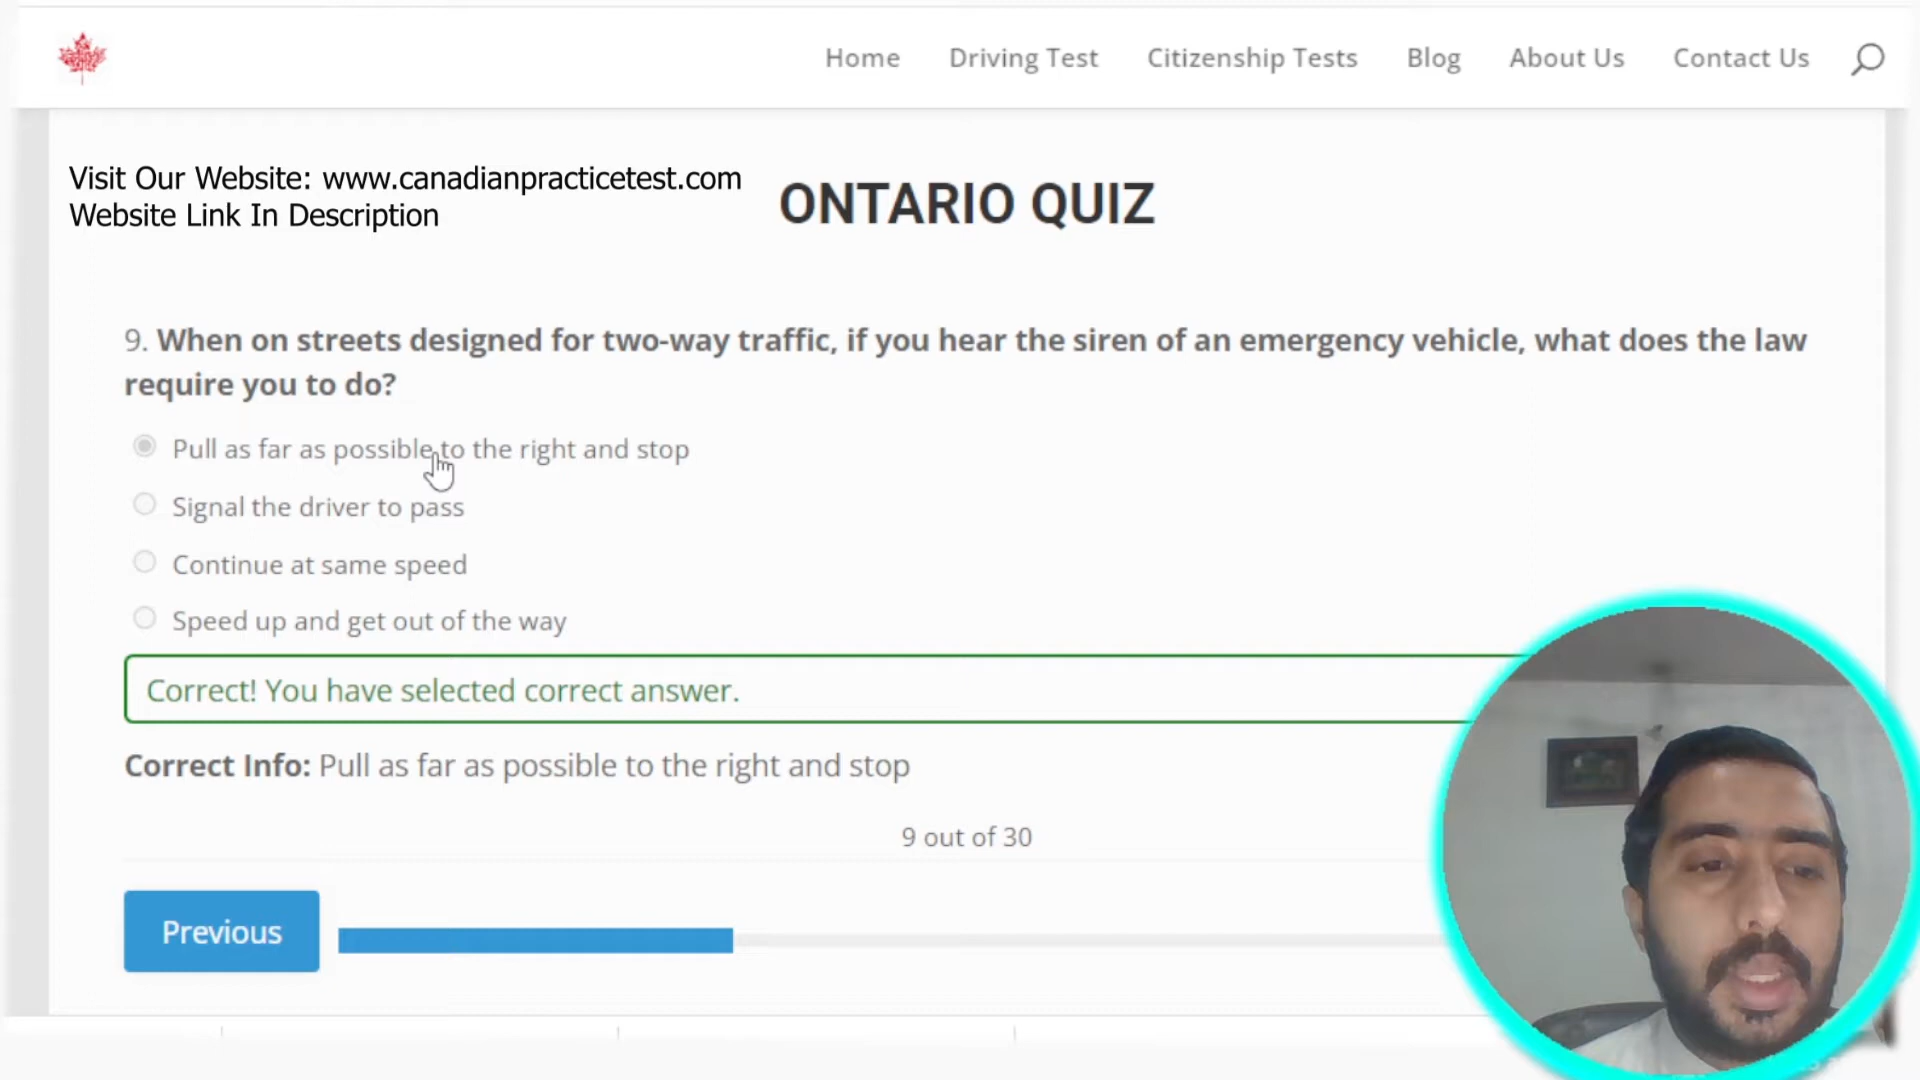 Home Driving Test Citizenship Tests Blog About Us Contact Us
Visit Our Website: www.canadianpracticetest.com
Website Link In Description
ONTARIO QUIZ
9. When on streets designed for two-way traffic, if you hear the siren of an emergency vehicle, what does the law
require you to do?
Pull as far as possible to the right and stop
Signal the driver to pass
Continue at same speed
Speed up and get out of the way
Correct! You have selected correct answer.
Correct Info: Pull as far as possible to the right and stop
9 out of 30
Previous